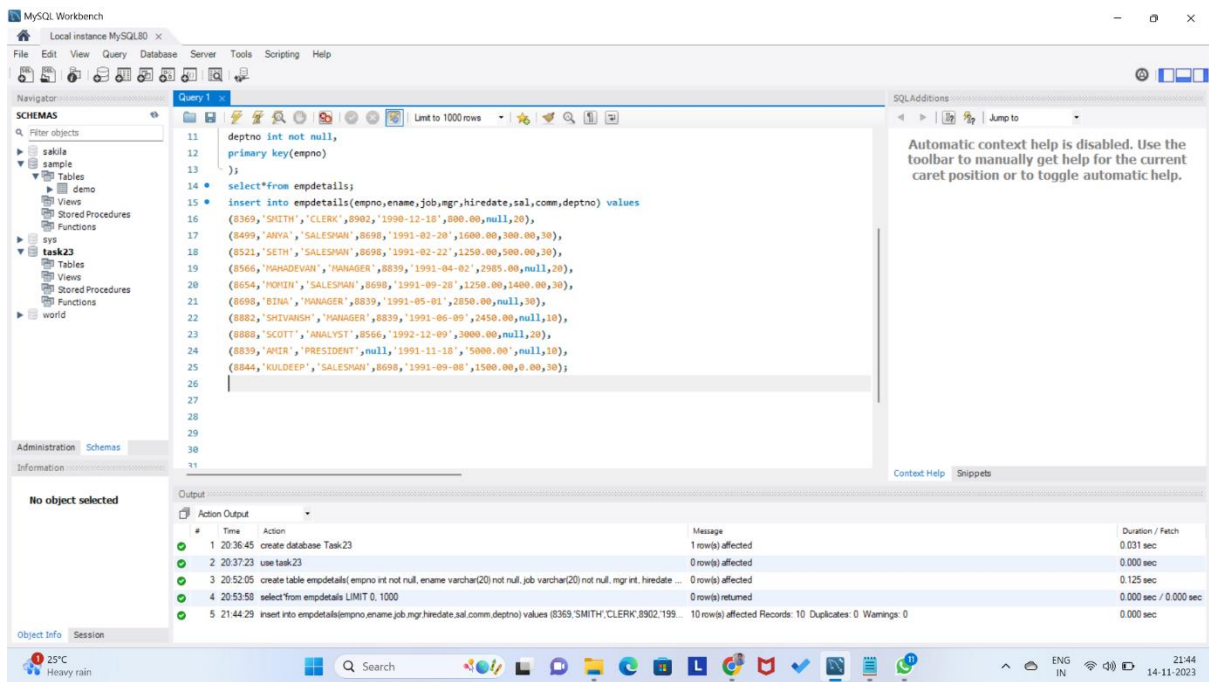 MySQL Workbench
Local instance MySQL80 ×
File Edit View Query Database Server Tools Scripting Help
Navigator
SCHEMAS
Filter objects
sakila
sample
Tables
demo
Views
Stored Procedures
Functions
sys
task23
Tables
Views
Stored Procedures
Functions
world
Administration Schemas
Information
No object selected
Object Info Session
Query 1 ×
Limit to 1000 rows
11 deptno int not null,
12 primary key(empno)
13 );
14 select*from empdetails;
15 insert into empdetails(empno,ename,job,mgr,hiredate,sal,comm,deptno) values
16 (8369,'SMITH','CLERK',8902,'1990-12-18',800.00,null,20),
17 (8499,'ANYA','SALESMAN',8698,'1991-02-20',1600.00,300.00,30),
18 (8521,'SETH','SALESMAN',8698,'1991-02-22',1250.00,500.00,30),
19 (8566,'MAHADEVAN','MANAGER',8839,'1991-04-02',2985.00,null,20),
20 (8654,'MOMIN','SALESMAN',8698,'1991-09-28',1250.00,1400.00,30),
21 (8698,'BINA','MANAGER',8839,'1991-05-01',2850.00,null,30),
22 (8882,'SHIVANSH','MANAGER',8839,'1991-06-09',2450.00,null,10),
23 (8888,'SCOTT','ANALYST',8566,'1992-12-09',3000.00,null,20),
24 (8839,'AMIR','PRESIDENT',null,'1991-11-18','5000.00',null,10),
25 (8844,'KULDEEP','SALESMAN',8698,'1991-09-08',1500.00,0.00,30);
26
27
28
29
30
31
SQLAdditions
Jump to
Automatic context help is disabled. Use the
toolbar to manually get help for the current
caret position or to toggle automatic help.
Context Help Snippets
Output
Action Output
# Time Action Message Duration / Fetch
1 20:36:45 create database Task23 1 row(s) affected 0.031 sec
2 20:37:23 use task23 0 row(s) affected 0.000 sec
3 20:52:05 create table empdetails( empno int not null, ename varchar(20) not null, job varchar(20) not null, mgr int, hiredate ... 0 row(s) affected 0.125 sec
4 20:53:58 select*from empdetails LIMIT 0, 1000 0 row(s) returned 0.000 sec / 0.000 sec
5 21:44:29 insert into empdetails(empno,ename,job,mgr,hiredate,sal,comm,deptno) values (8369,'SMITH','CLERK',8902,'199... 10 row(s) affected Records: 10 Duplicates: 0 Warnings: 0 0.000 sec
25°C
Heavy rain
Search
ENG
IN
21:44
14-11-2023